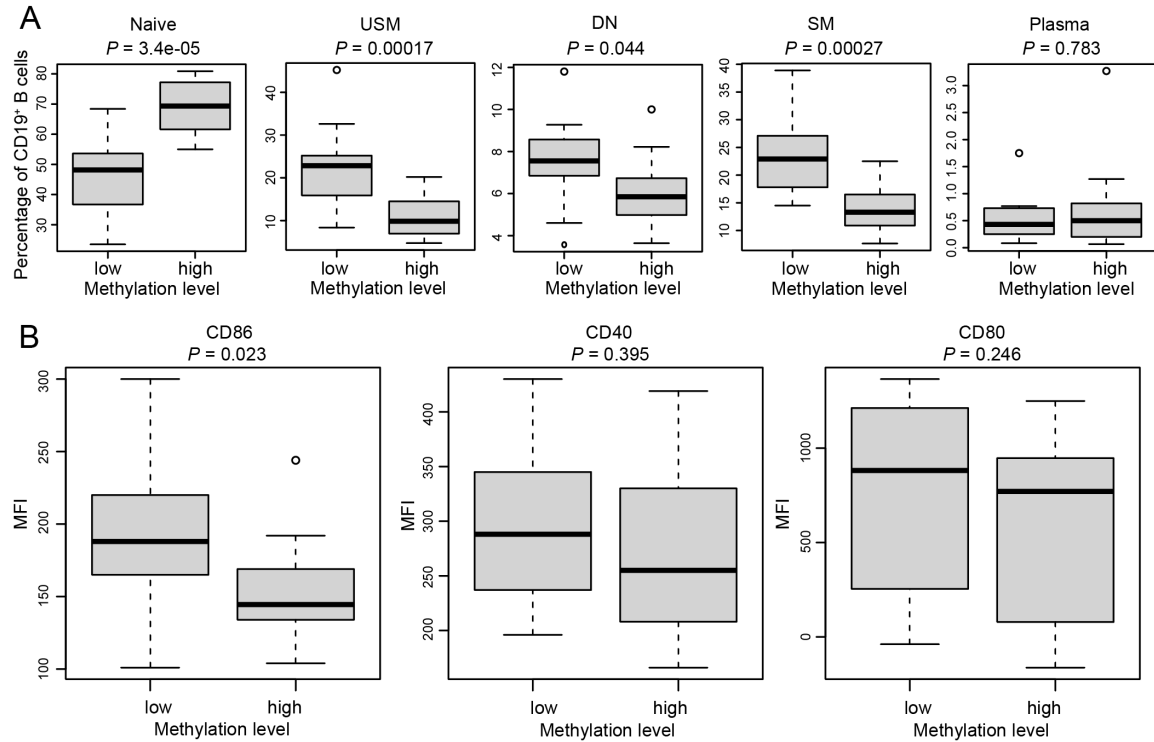 A
Naive
P = 3.4e-05
USM
P = 0.00017
DN
P = 0.044
SM
P = 0.00027
Plasma
P = 0.783
Percentage of CD19⁺ B cells
80
70
60
50
40
30
40
30
20
10
12
10
8
6
4
40
35
30
25
20
15
10
3.0
2.5
2.0
1.5
1.0
0.5
0.0
low high
Methylation level
low high
Methylation level
low high
Methylation level
low high
Methylation level
low high
Methylation level
B
CD86
P = 0.023
CD40
P = 0.395
CD80
P = 0.246
MFI
300
250
200
150
100
MFI
400
350
300
250
200
MFI
1000
500
0
low high
Methylation level
low high
Methylation level
low high
Methylation level